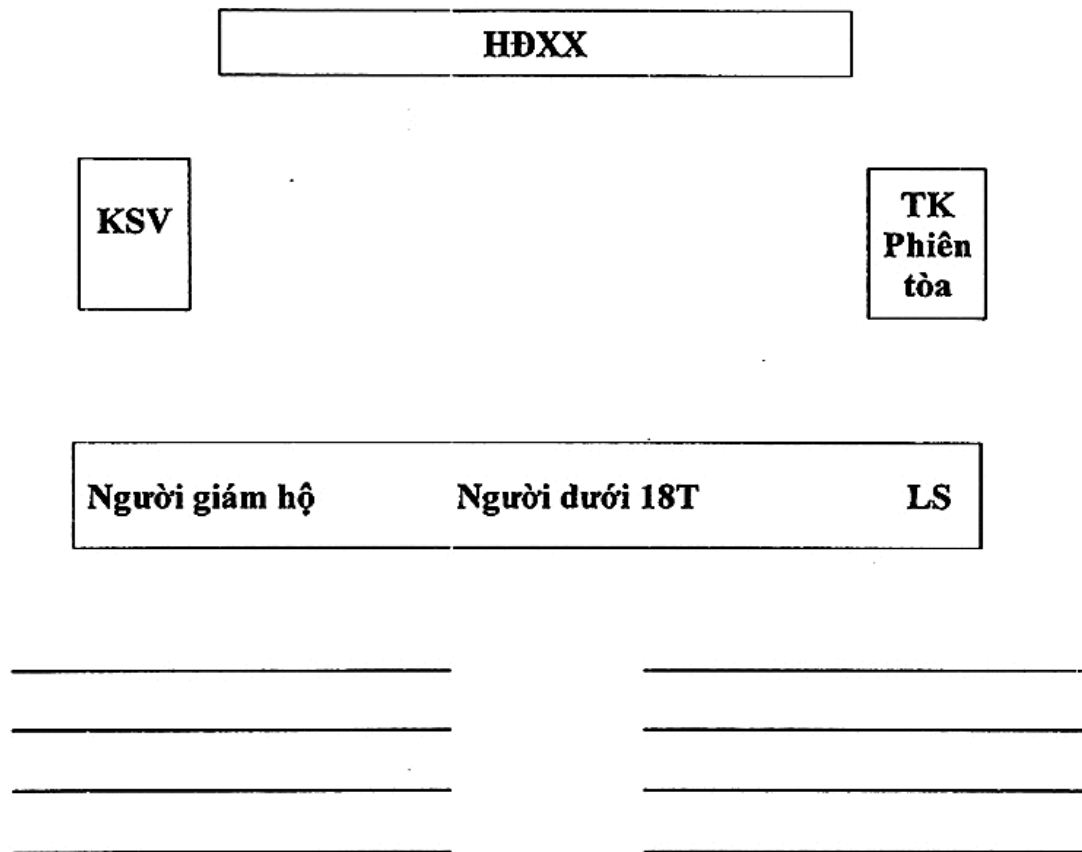 HĐXX
KSV
TK
Phiên
tòa
Người giám hộ
Người dưới 18T
LS